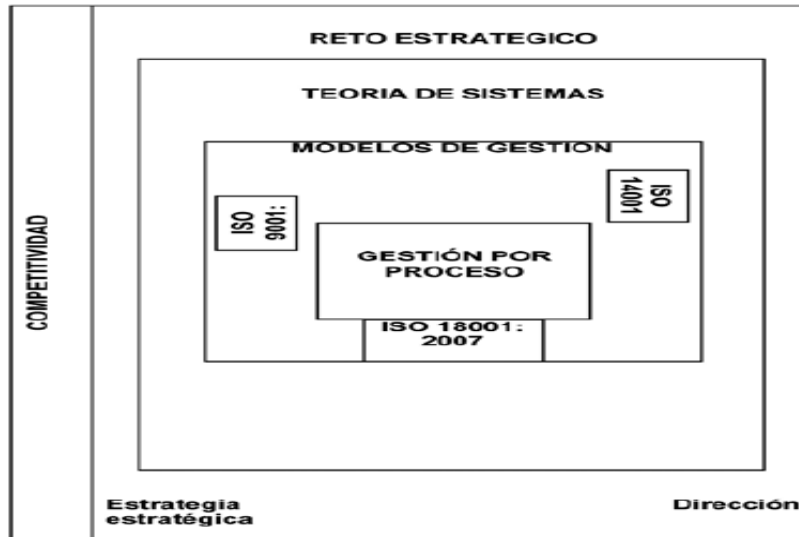 RETO ESTRATEGICO
TEORIA DE SISTEMAS
MODELOS DE GESTION
ISO
14001
ISO
9001:
GESTIÓN POR
PROCESO
ISO 18001:
2007
COMPETITIVIDAD
Estrategia
estratégica
Dirección